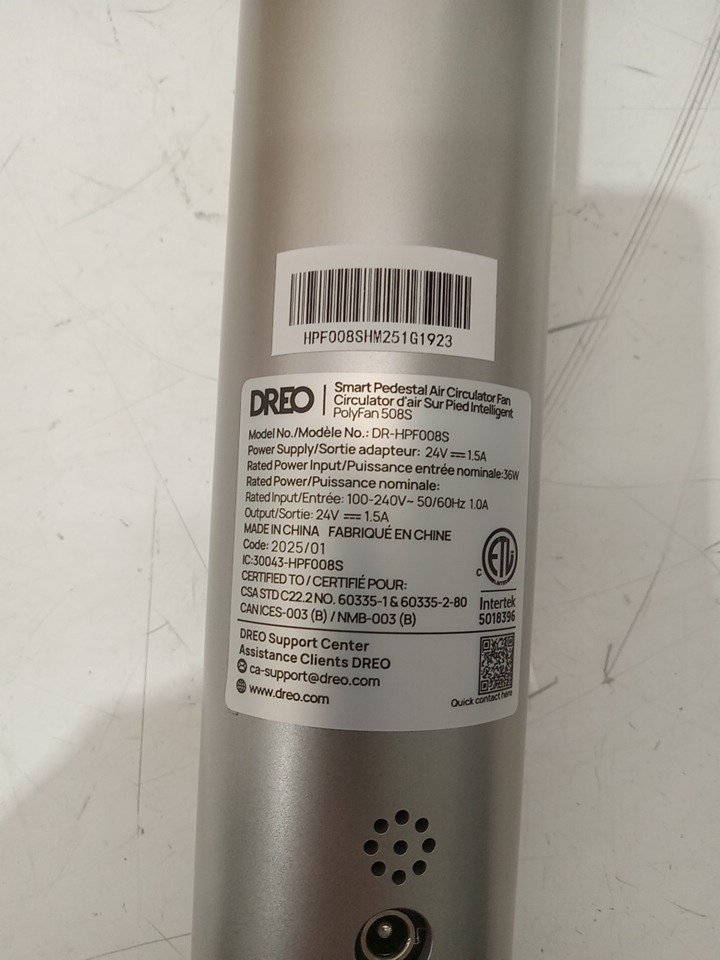 HPF008SHM251G1923
DREO
Smart Pedestal Air Circulator Fan
Circulator d'air Sur Pied Intelligent
PolyFan 508S
Model No./Modèle No.: DR-HPF008S
Power Supply/Sortie adapteur: 24V ⎓ 1.5A
Rated Power Input/Puissance entrée nominale:36W
Rated Power/Puissance nominale:
Rated Input/Entrée: 100-240V~ 50/60Hz 1.0A
Output/Sortie: 24V ⎓ 1.5A
MADE IN CHINA FABRIQUÉ EN CHINE
Code: 2025/01
IC:30043-HPF008S
CERTIFIED TO / CERTIFIÉ POUR:
CSA STD C22.2 NO. 60335-1 & 60335-2-80
CAN ICES-003 (B) / NMB-003 (B)
C ETL
Intertek
5018396
DREO Support Center
Assistance Clients DREO
ca-support@dreo.com
www.dreo.com
Quick contact here